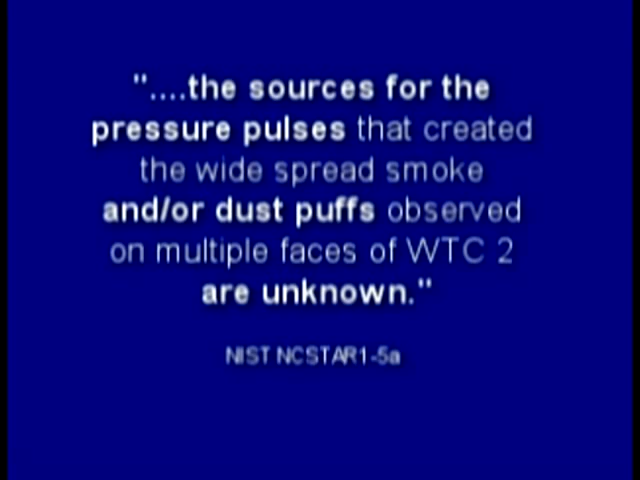 "....the sources for the
pressure pulses that created
the wide spread smoke
and/or dust puffs observed
on multiple faces of WTC 2
are unknown."
NIST NCSTAR1-5a